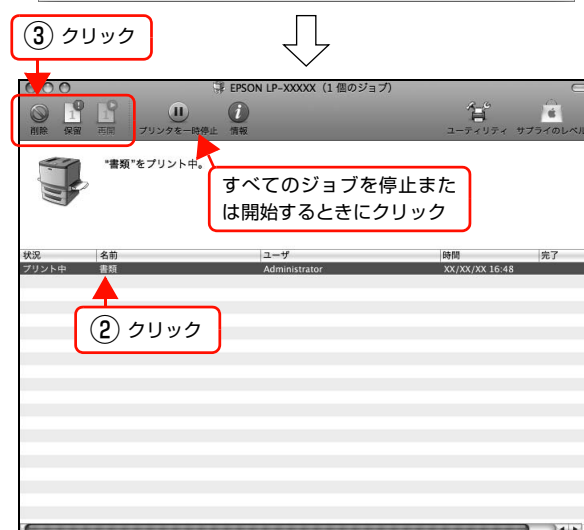 ③ クリック
EPSON LP-XXXXX（1 個のジョブ）
削除 保留 再開 プリンタを一時停止 情報 ユーティリティ サプライのレベル
"書類"をプリント中。
すべてのジョブを停止また
は開始するときにクリック
状況 名前 ユーザ 時間 完了
プリント中 書類 Administrator XX/XX/XX 16:48
② クリック